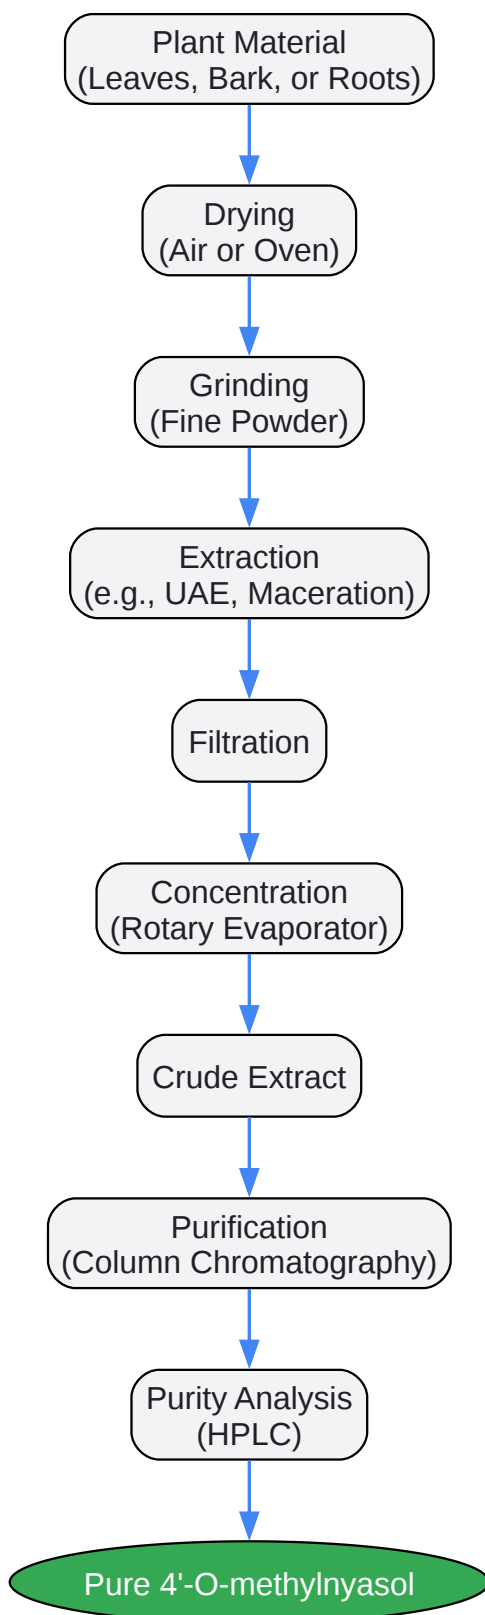 Plant Material
(Leaves, Bark, or Roots)
Drying
(Air or Oven)
Grinding
(Fine Powder)
Extraction
(e.g., UAE, Maceration)
Filtration
Concentration
(Rotary Evaporator)
Crude Extract
Purification
(Column Chromatography)
Purity Analysis
(HPLC)
Pure 4'-O-methylnyasol